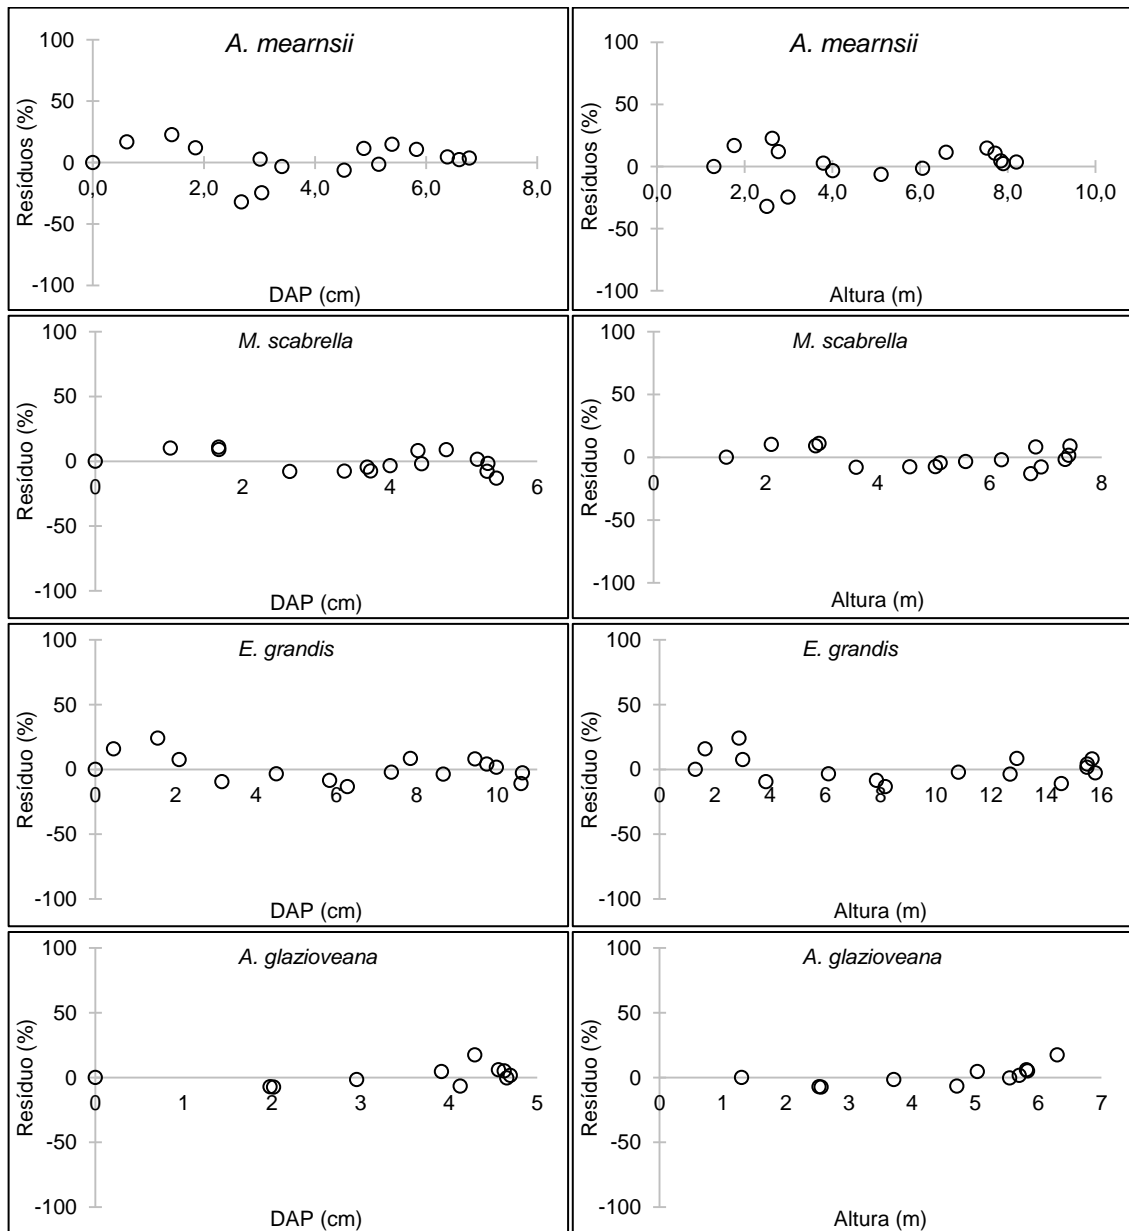 A. mearnsii
Resíduos (%)
100
50
0
-50
-100
0,0 2,0 4,0 6,0 8,0
DAP (cm)
A. mearnsii
Resíduos (%)
100
50
0
-50
-100
0,0 2,0 4,0 6,0 8,0 10,0
Altura (m)
M. scabrella
Resíduo (%)
100
50
0
-50
-100
0 2 4 6
DAP (cm)
M. scabrella
Resíduo (%)
100
50
0
-50
-100
0 2 4 6 8
Altura (m)
E. grandis
Resíduo (%)
100
50
0
-50
-100
0 2 4 6 8 10
DAP (cm)
E. grandis
Resíduo (%)
100
50
0
-50
-100
0 2 4 6 8 10 12 14 16
Altura (m)
A. glazioveana
Resíduo (%)
100
50
0
-50
-100
0 1 2 3 4 5
DAP (cm)
A. glazioveana
Resíduo (%)
100
50
0
-50
-100
0 1 2 3 4 5 6 7
Altura (m)